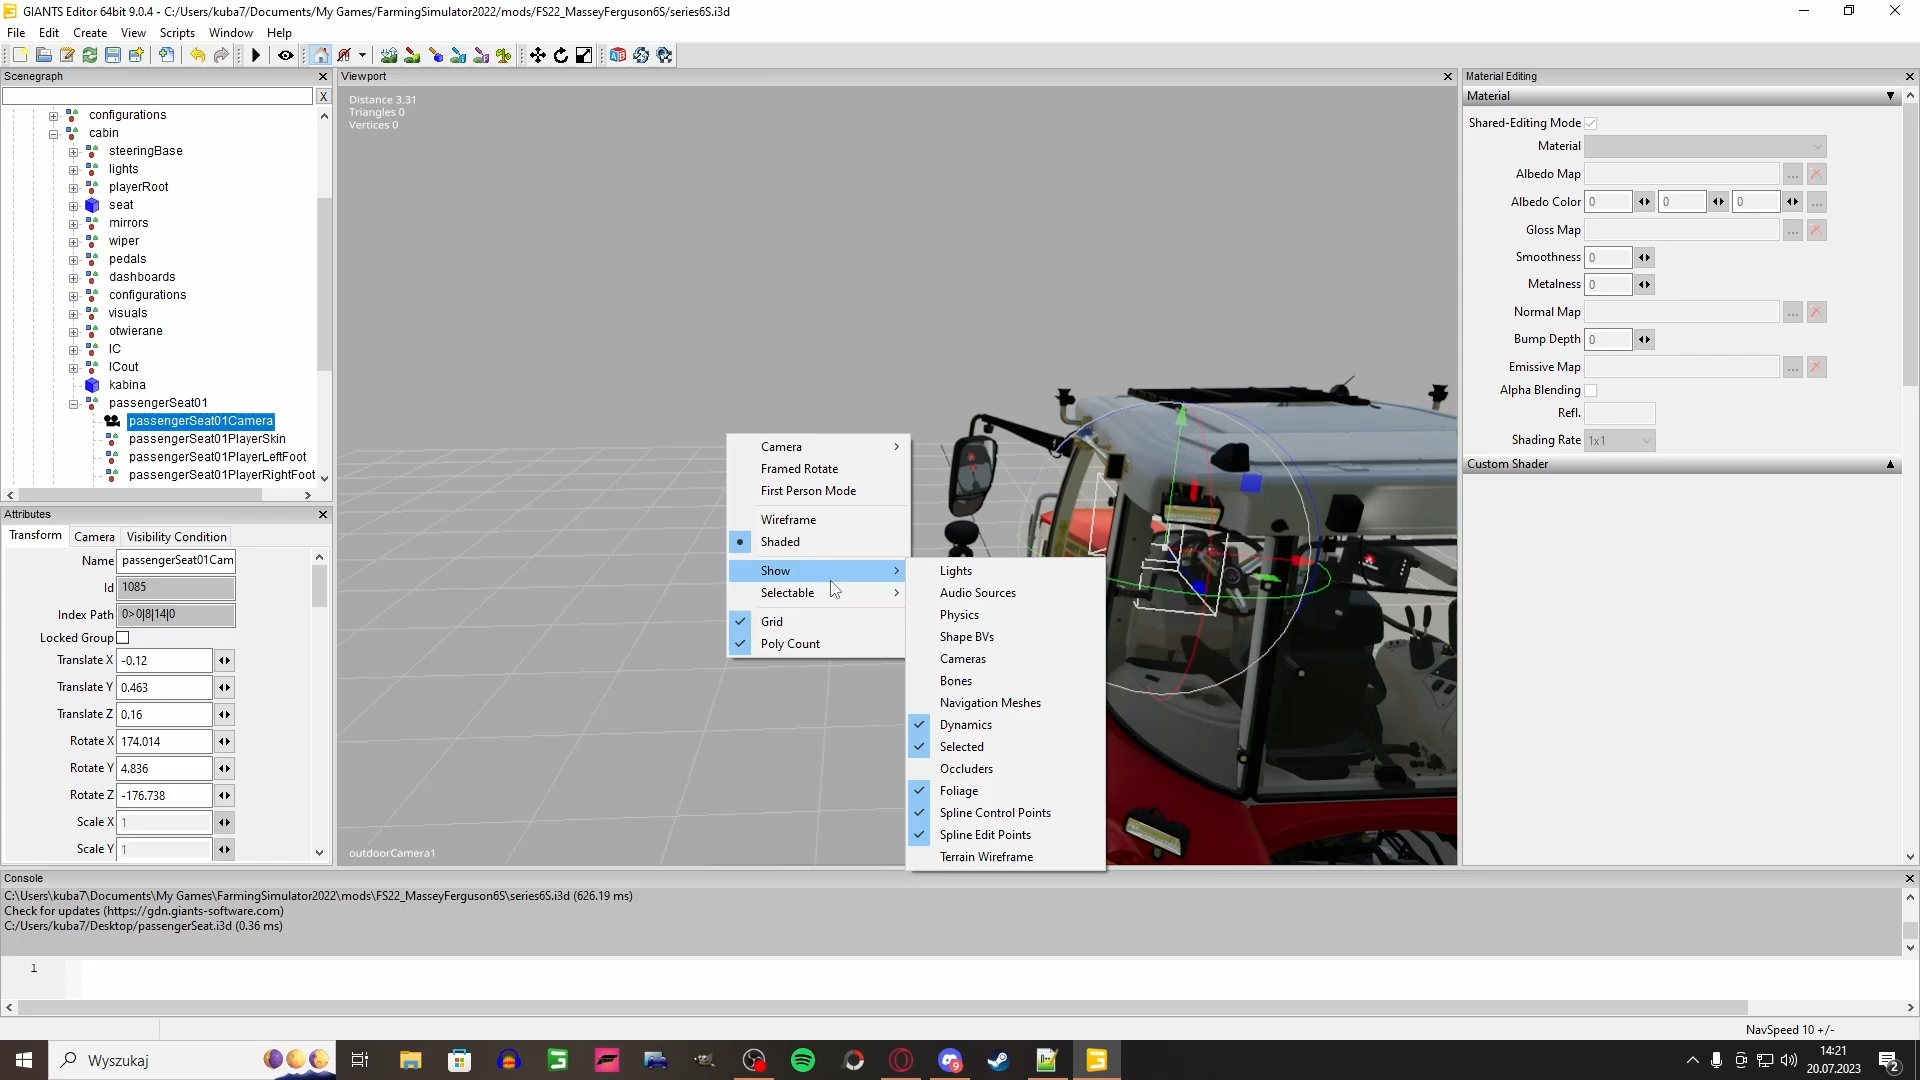 GIANTS Editor 64bit 9.0.4 - C:/Users/kuba7/Documents/My Games/FarmingSimulator2022/mods/FS22_MasseyFerguson6S/series6S.i3d
File Edit Create View Scripts Window Help
Scenegraph
X
configurations
cabin
steeringBase
lights
playerRoot
seat
mirrors
wiper
pedals
dashboards
configurations
visuals
otwierane
IC
ICout
kabina
passengerSeat01
passengerSeat01Camera
passengerSeat01PlayerSkin
passengerSeat01PlayerLeftFoot
passengerSeat01PlayerRightFoot
Attributes
Transform Camera Visibility Condition
Name passengerSeat01Cam
Id 1085
Index Path 0>0|8|14|0
Locked Group
Translate X -0.12
Translate Y 0.463
Translate Z 0.16
Rotate X 174.014
Rotate Y 4.836
Rotate Z -176.738
Scale X 1
Scale Y 1
Viewport
Distance 3.31
Triangles 0
Vertices 0
outdoorCamera1
Camera
Framed Rotate
First Person Mode
Wireframe
Shaded
Show
Selectable
Grid
Poly Count
Lights
Audio Sources
Physics
Shape BVs
Cameras
Bones
Navigation Meshes
Dynamics
Selected
Occluders
Foliage
Spline Control Points
Spline Edit Points
Terrain Wireframe
Material Editing
Material
Shared-Editing Mode
Material
Albedo Map ...
Albedo Color 0 0 0 ...
Gloss Map ...
Smoothness 0
Metalness 0
Normal Map ...
Bump Depth 0
Emissive Map ...
Alpha Blending
Refl.
Shading Rate 1x1
Custom Shader
Console
C:\Users\kuba7\Documents\My Games\FarmingSimulator2022\mods\FS22_MasseyFerguson6S\series6S.i3d (626.19 ms)
Check for updates (https://gdn.giants-software.com)
C:/Users/kuba7/Desktop/passengerSeat.i3d (0.36 ms)
1
NavSpeed 10 +/-
Wyszukaj
9
14:21
20.07.2023
2